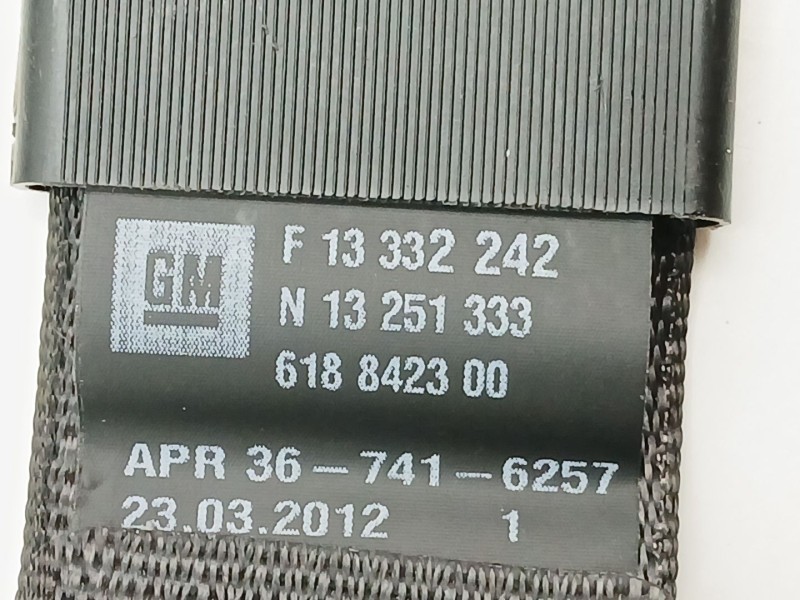 GM
F 13 332 242
N 13 251 333
618 8423 00
APR 36-741-6257
23.03.2012 1